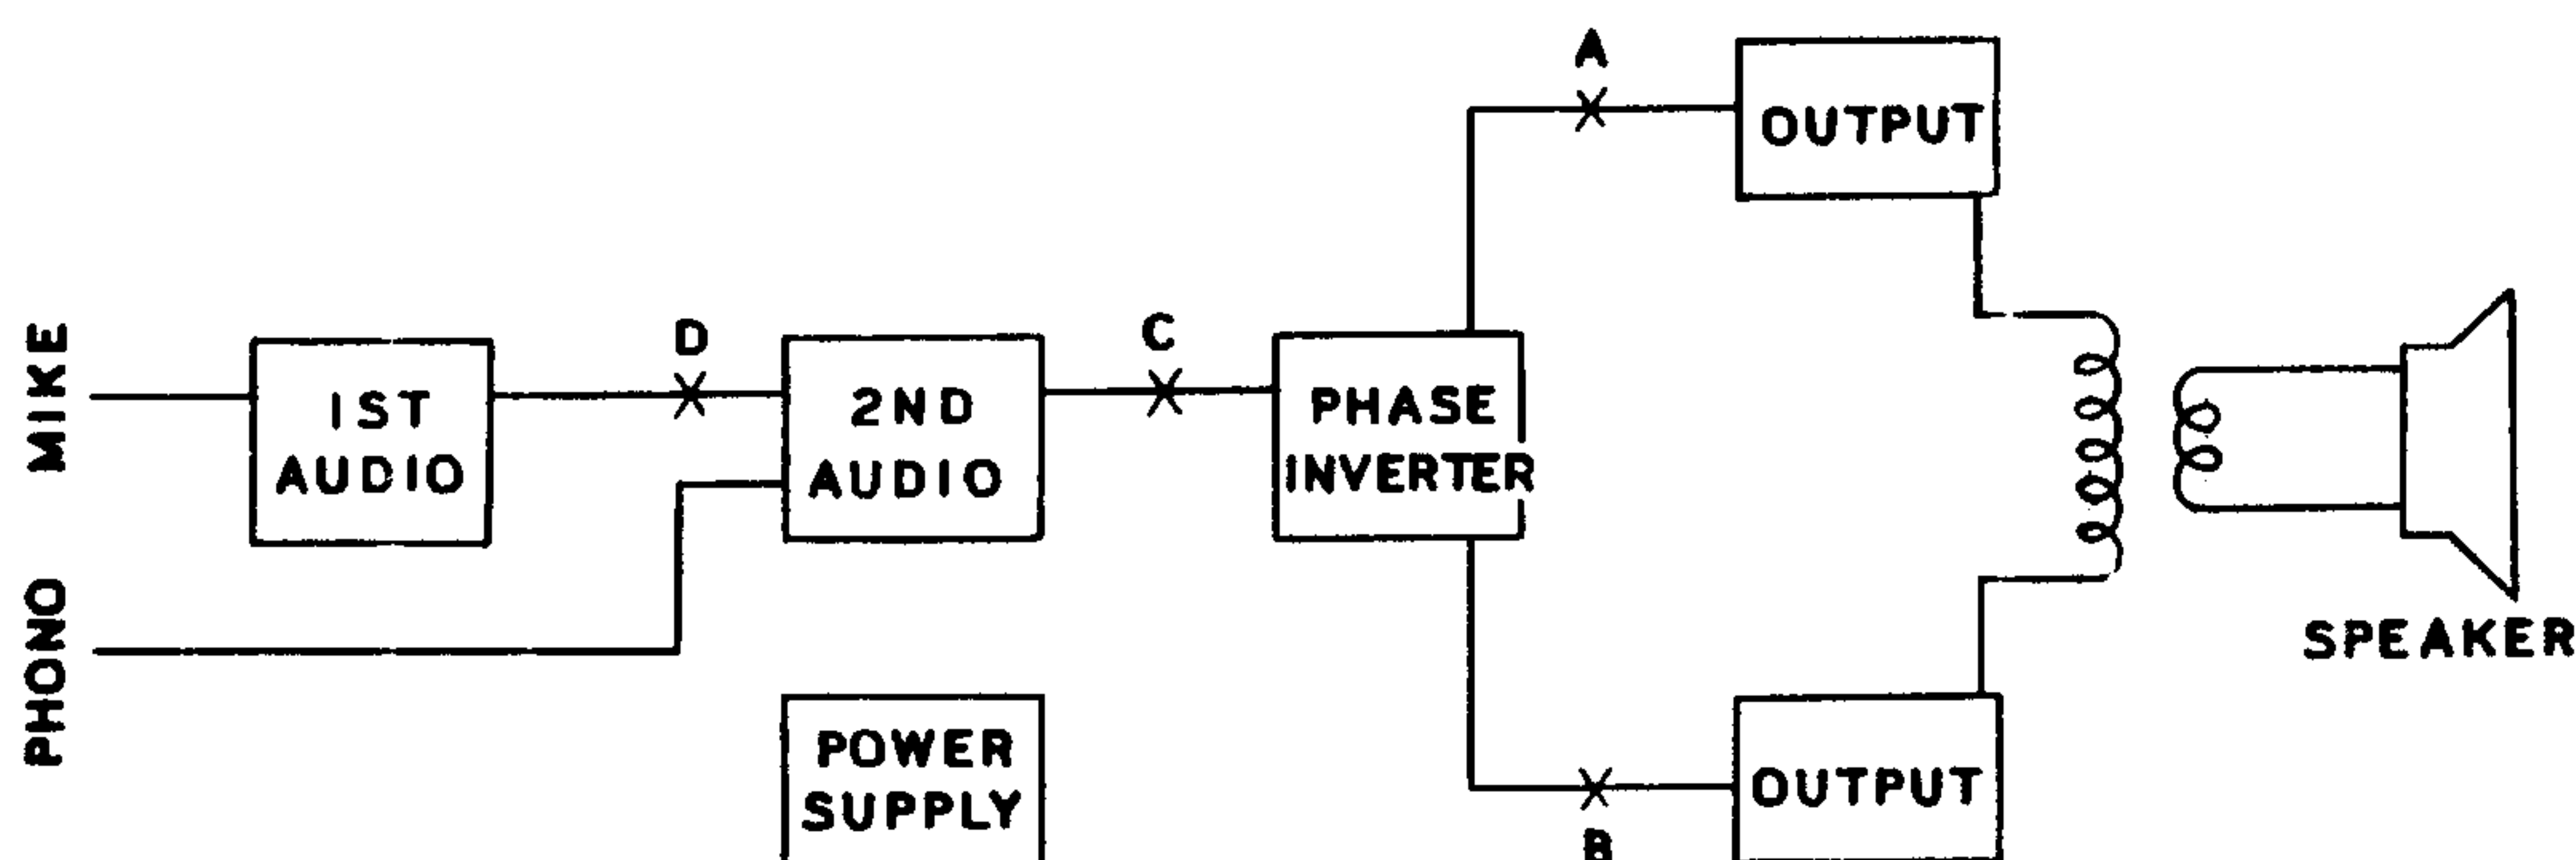 A
OUTPUT
MIKE
1ST
AUDIO
D
2ND
AUDIO
C
PHASE
INVERTER
PHONO
SPEAKER
POWER
SUPPLY
OUTPUT
B